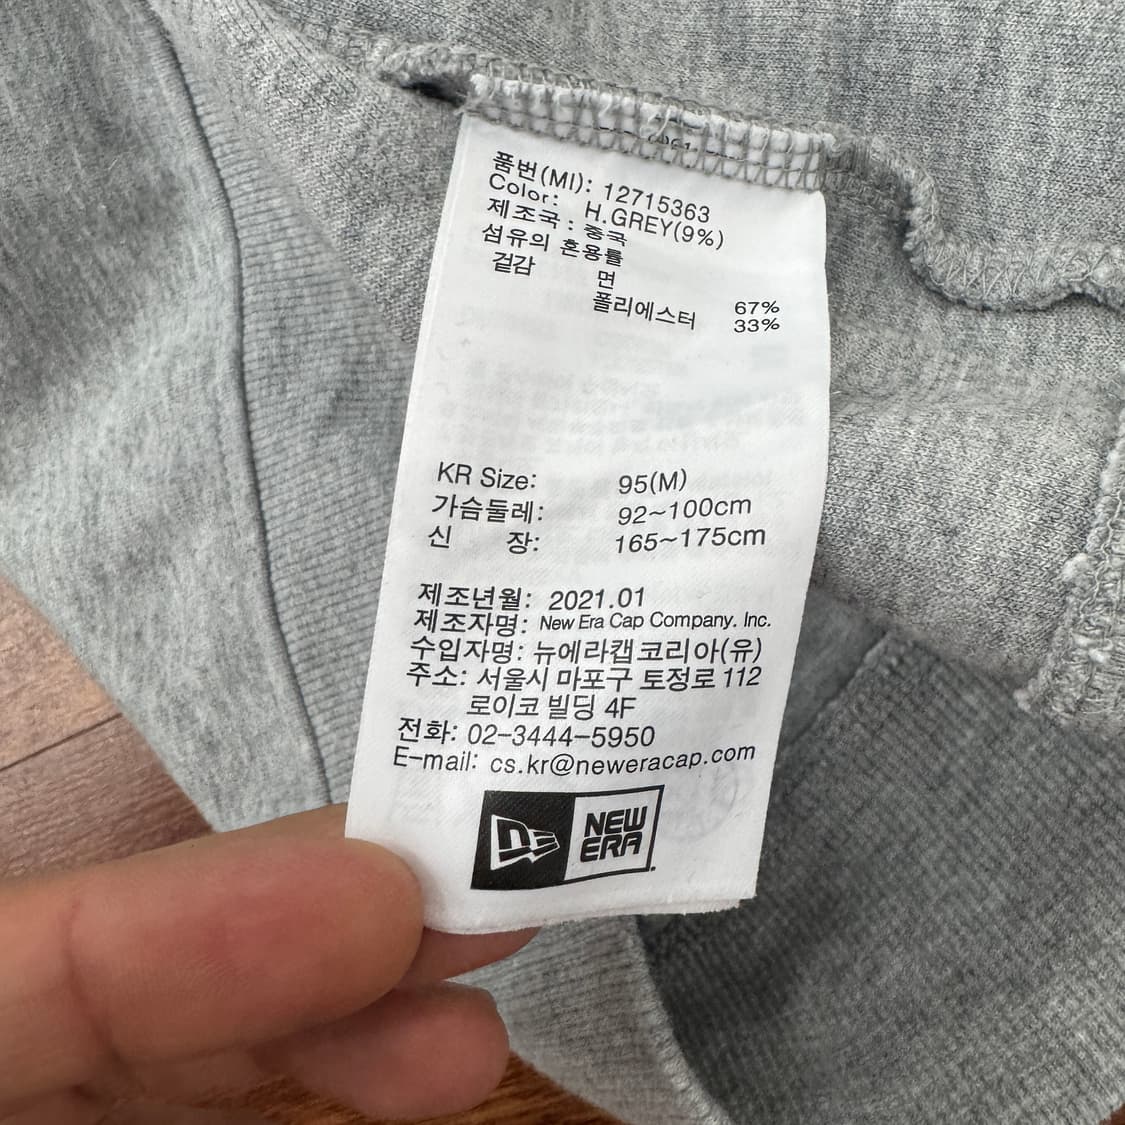 품번(MI): 12715363
Color: H.GREY(9%)
제조국 : 중국
섬유의 혼용률
겉감 면 67%
폴리에스터 33%
KR Size: 95(M)
가슴둘레: 92~100cm
신 장: 165~175cm
제조년월: 2021.01
제조자명: New Era Cap Company. Inc.
수입자명: 뉴에라캡코리아(유)
주소: 서울시 마포구 토정로 112
로이코 빌딩 4F
전화: 02-3444-5950
E-mail: cs.kr@neweracap.com
NEW
ERA